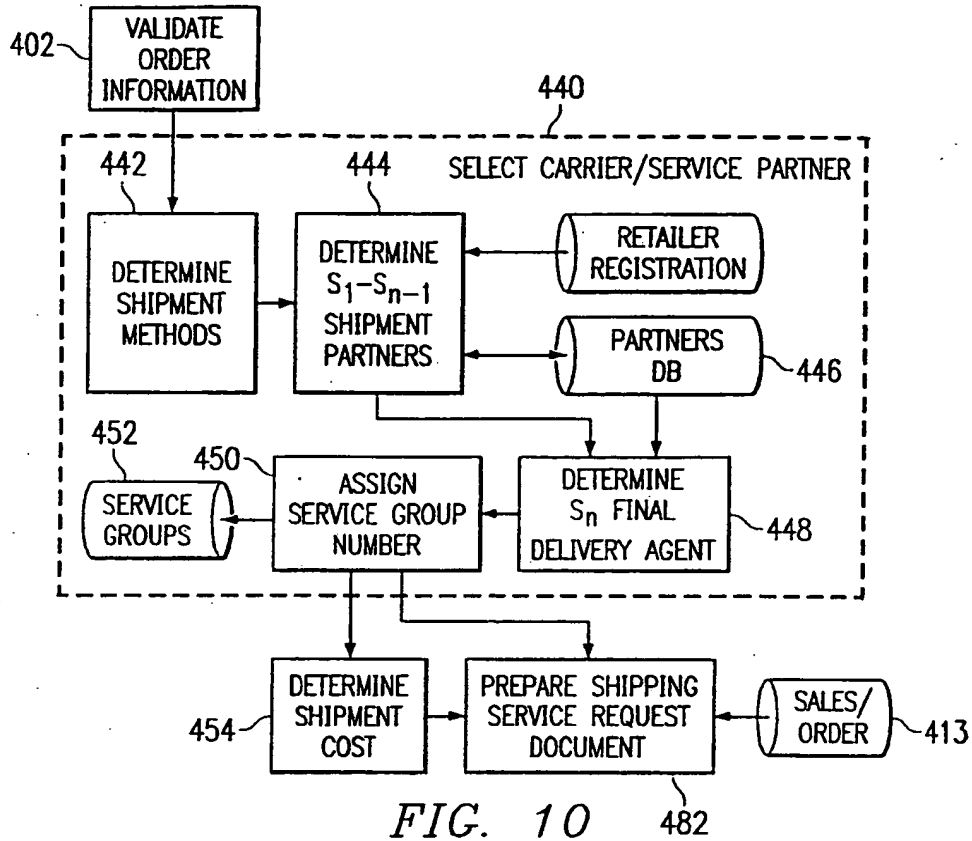 402
VALIDATE
ORDER
INFORMATION
440
SELECT CARRIER/SERVICE PARTNER
442
DETERMINE
SHIPMENT
METHODS
444
DETERMINE
S1-Sn-1
SHIPMENT
PARTNERS
RETAILER
REGISTRATION
PARTNERS
DB
446
452
SERVICE
GROUPS
450
ASSIGN
SERVICE GROUP
NUMBER
DETERMINE
Sn FINAL
DELIVERY AGENT
448
454
DETERMINE
SHIPMENT
COST
PREPARE SHIPPING
SERVICE REQUEST
DOCUMENT
482
SALES/
ORDER
413
FIG. 10